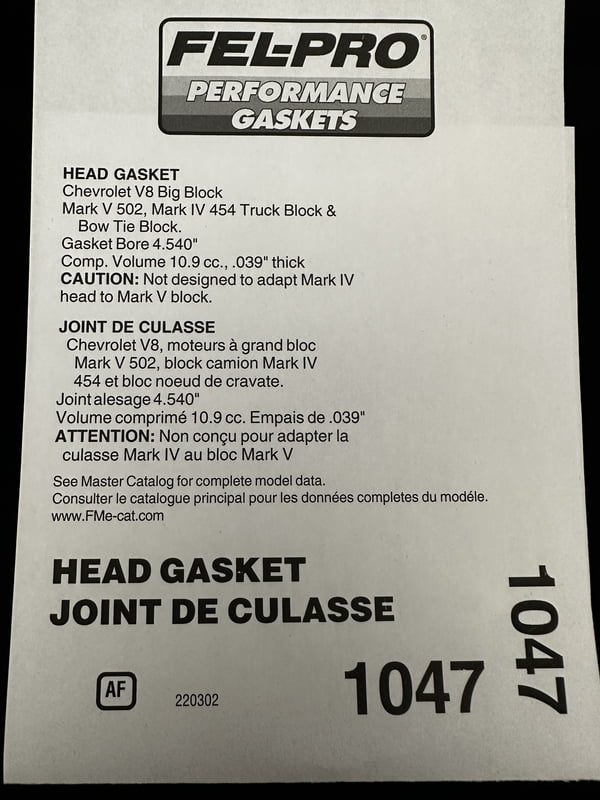 FEL-PRO®
PERFORMANCE
GASKETS
HEAD GASKET
Chevrolet V8 Big Block
Mark V 502, Mark IV 454 Truck Block &
Bow Tie Block.
Gasket Bore 4.540"
Comp. Volume 10.9 cc., .039" thick
CAUTION: Not designed to adapt Mark IV
head to Mark V block.
JOINT DE CULASSE
Chevrolet V8, moteurs à grand bloc
Mark V 502, block camion Mark IV
454 et bloc noeud de cravate.
Joint alesage 4.540"
Volume comprimé 10.9 cc. Empais de .039"
ATTENTION: Non conçu pour adapter la
culasse Mark IV au bloc Mark V
See Master Catalog for complete model data.
Consulter le catalogue principal pour les données completes du modéle.
www.FMe-cat.com
HEAD GASKET
JOINT DE CULASSE
1047
AF
220302
1047